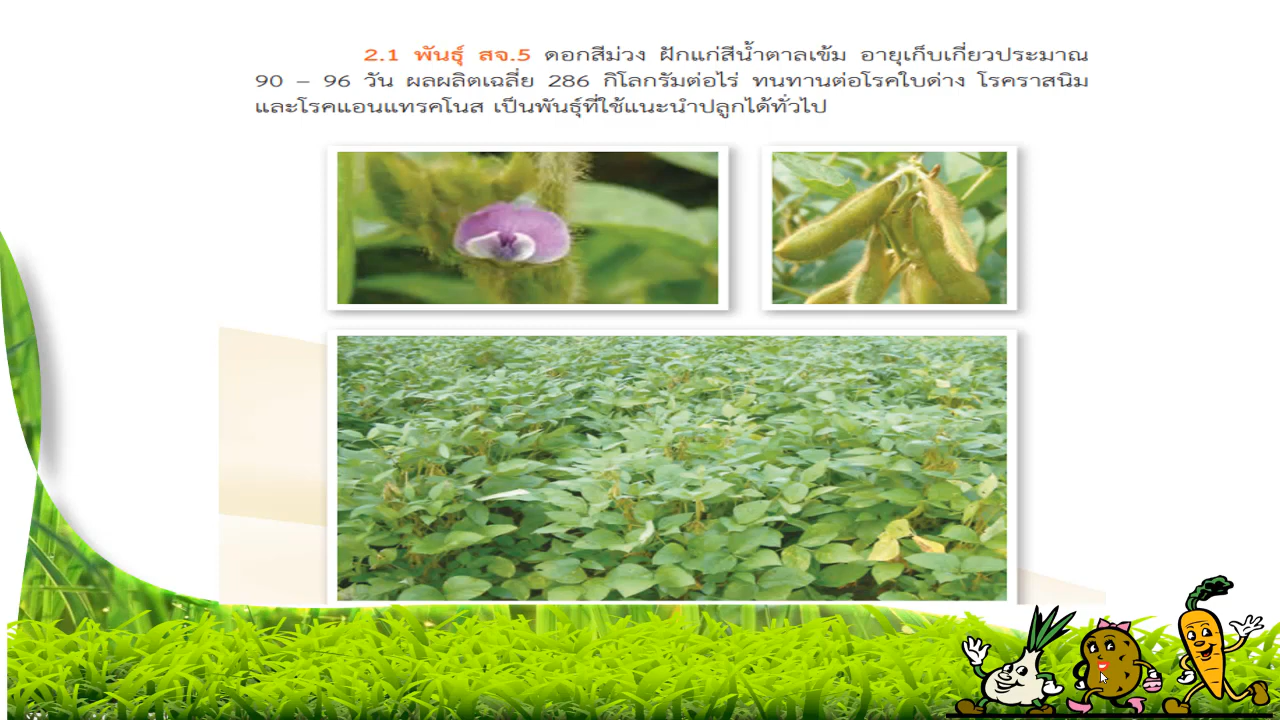 2.1 พันธุ์ สจ.5 ดอกสีม่วง ฝักแก่สีน้ำตาลเข้ม อายุเก็บเกี่ยวประมาณ
90 – 96 วัน ผลผลิตเฉลี่ย 286 กิโลกรัมต่อไร่ ทนทานต่อโรคใบด่าง โรคราสนิม
และโรคแอนแทรคโนส เป็นพันธุ์ที่ใช้แนะนำปลูกได้ทั่วไป